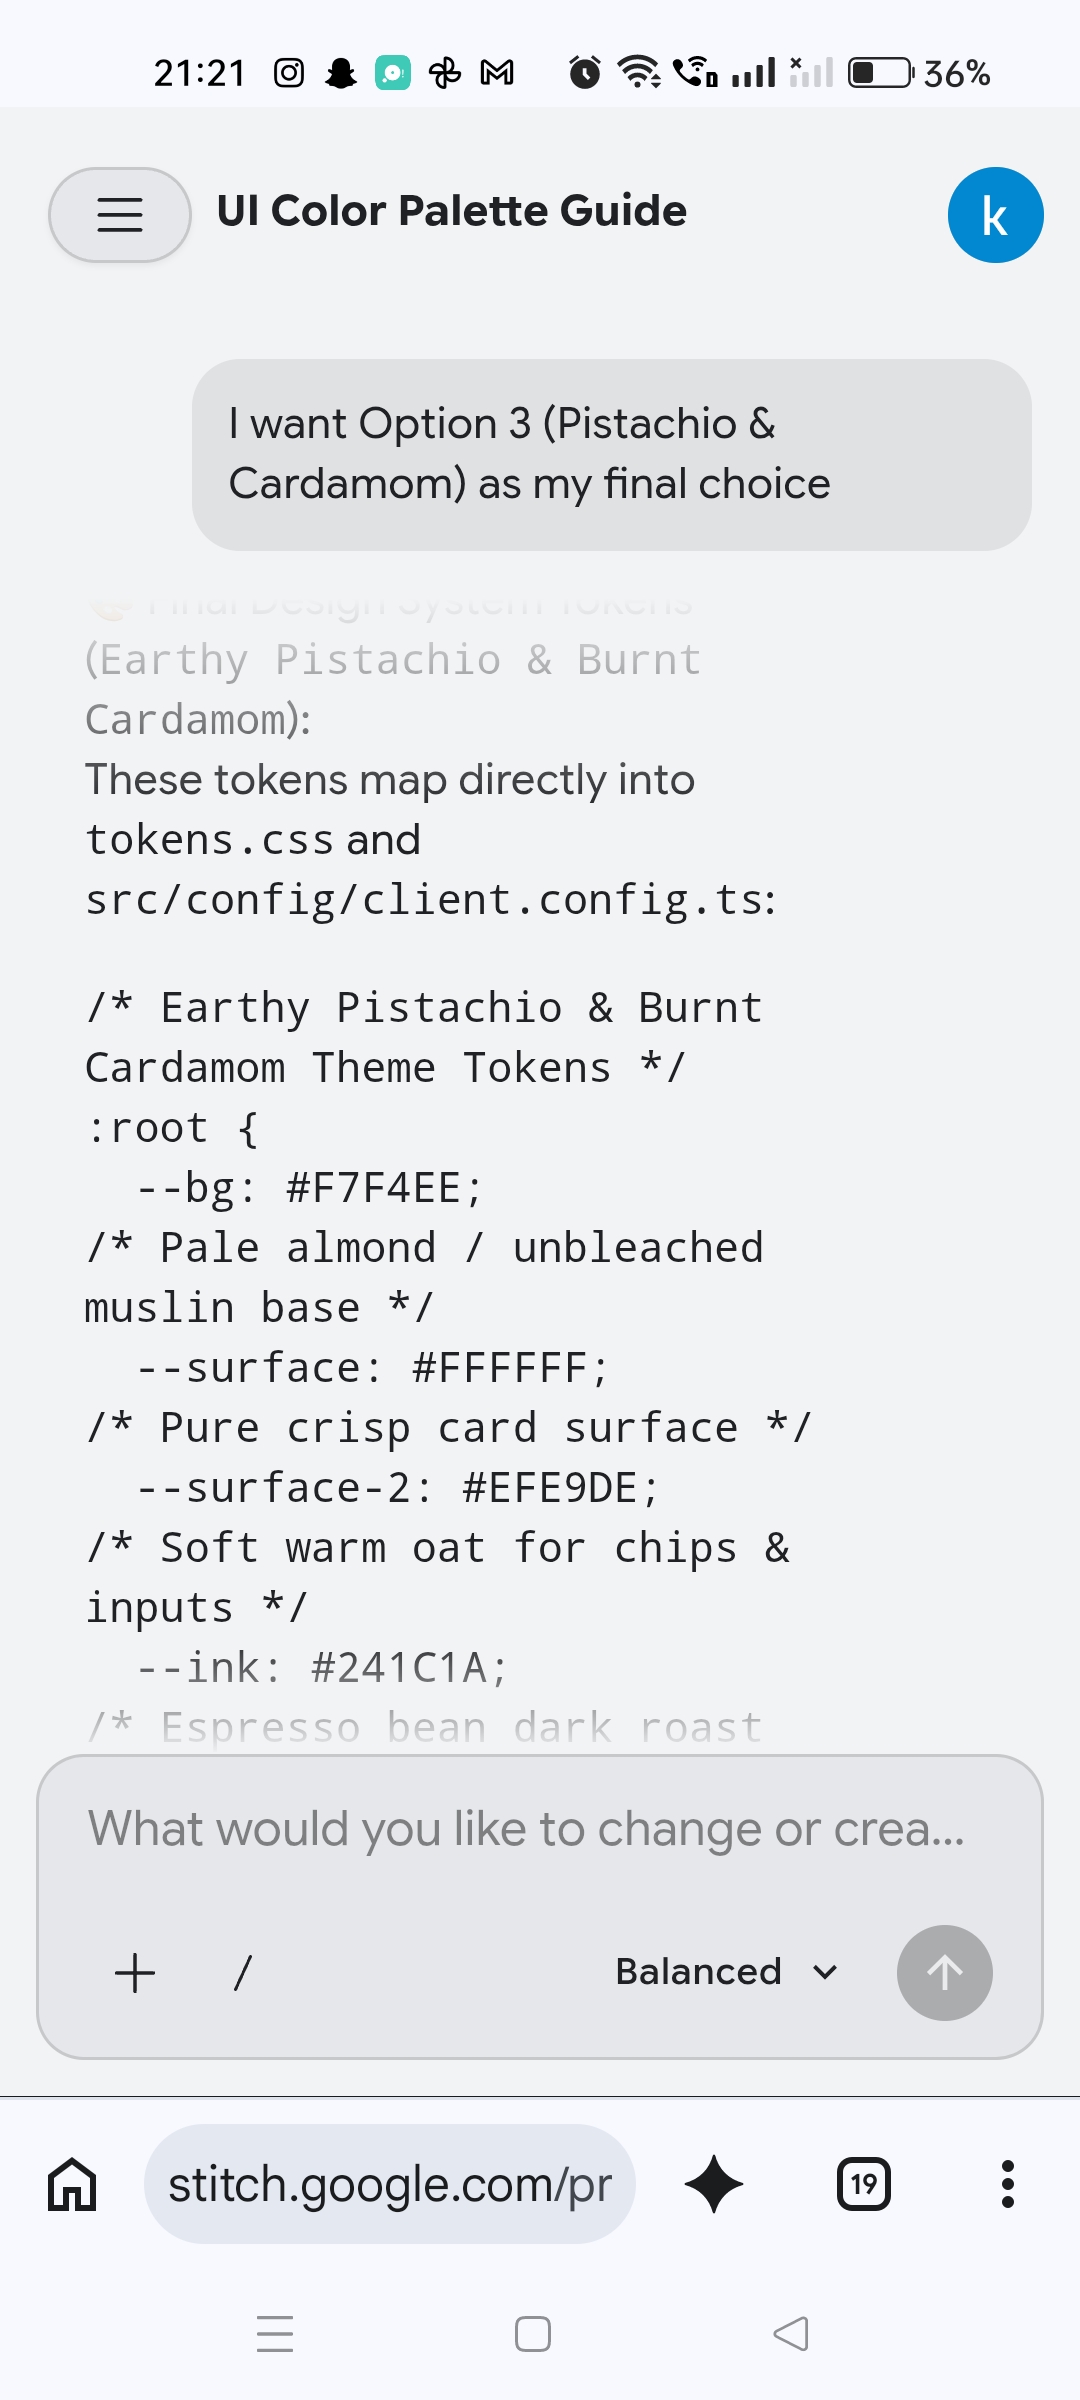 21:21
36%
UI Color Palette Guide
k
I want Option 3 (Pistachio &
Cardamom) as my final choice
Final Design System Tokens
(Earthy Pistachio & Burnt
Cardamom):
These tokens map directly into
tokens.css and
src/config/client.config.ts:
/* Earthy Pistachio & Burnt
Cardamom Theme Tokens */
:root {
--bg: #F7F4EE;
/* Pale almond / unbleached
muslin base */
--surface: #FFFFFF;
/* Pure crisp card surface */
--surface-2: #EFE9DE;
/* Soft warm oat for chips &
inputs */
--ink: #241C1A;
/* Espresso bean dark roast
What would you like to change or crea...
/
Balanced
stitch.google.com/pr
19